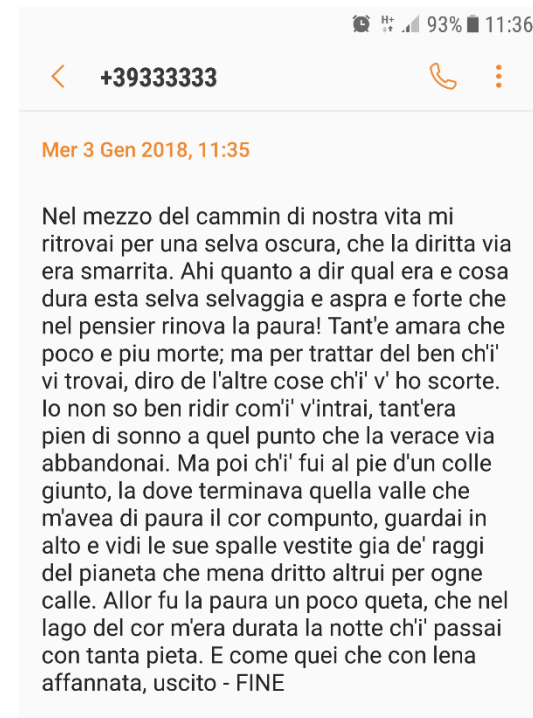 H+ 93% 11:36
+39333333
Mer 3 Gen 2018, 11:35
Nel mezzo del cammin di nostra vita mi
ritrovai per una selva oscura, che la diritta via
era smarrita. Ahi quanto a dir qual era e cosa
dura esta selva selvaggia e aspra e forte che
nel pensier rinova la paura! Tant'e amara che
poco e piu morte; ma per trattar del ben ch'i'
vi trovai, diro de l'altre cose ch'i' v' ho scorte.
Io non so ben ridir com'i' v'intrai, tant'era
pien di sonno a quel punto che la verace via
abbandonai. Ma poi ch'i' fui al pie d'un colle
giunto, la dove terminava quella valle che
m'avea di paura il cor compunto, guardai in
alto e vidi le sue spalle vestite gia de' raggi
del pianeta che mena dritto altrui per ogne
calle. Allor fu la paura un poco queta, che nel
lago del cor m'era durata la notte ch'i' passai
con tanta pieta. E come quei che con lena
affannata, uscito - FINE